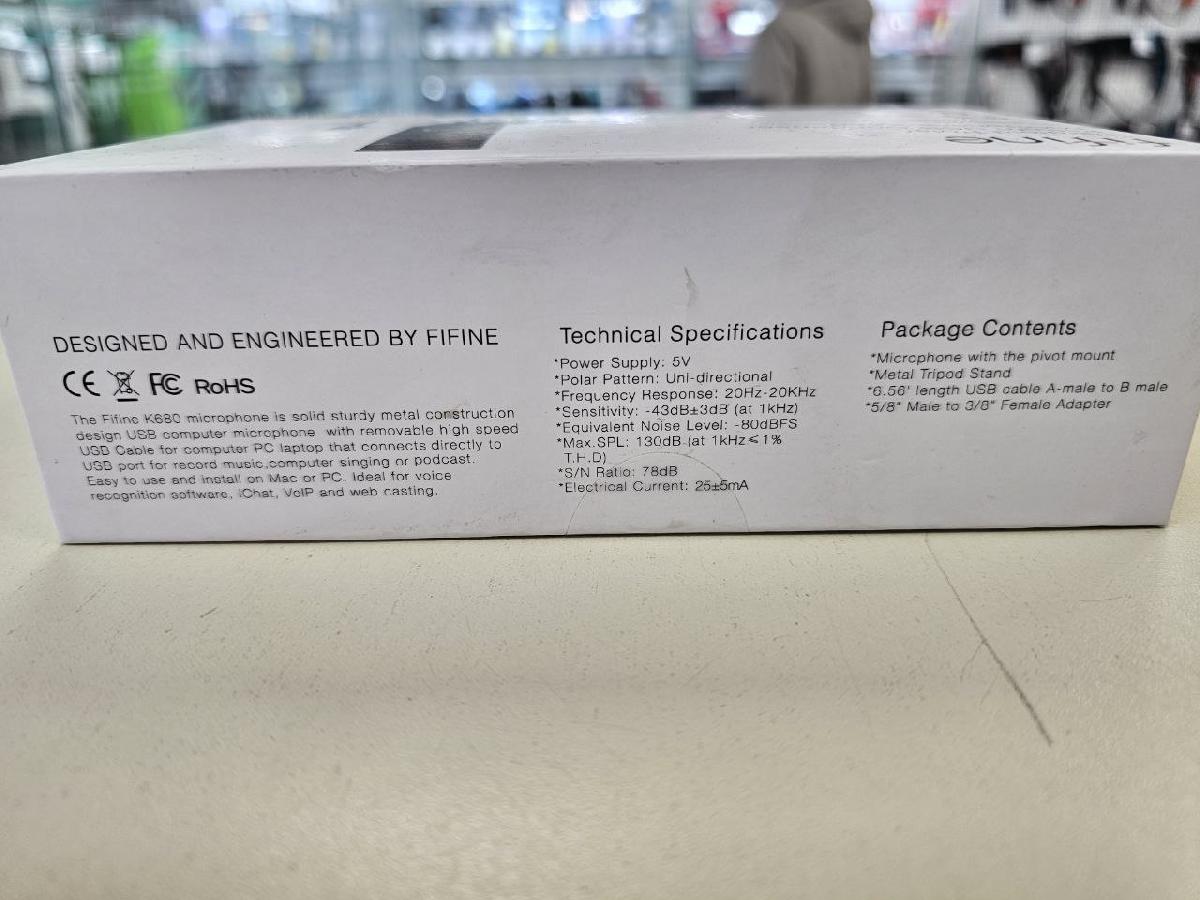 fifine
DESIGNED AND ENGINEERED BY FIFINE
CE FC RoHS
The Fifine K680 microphone is solid sturdy metal construction
design USB computer microphone with removable high speed
USB Cable for computer PC laptop that connects directly to
USB port for record music,computer singing or podcast.
Easy to use and install on Mac or PC. Ideal for voice
recognition software, iChat, VoIP and web casting.
Technical Specifications
*Power Supply: 5V
*Polar Pattern: Uni-directional
*Frequency Response: 20Hz-20KHz
*Sensitivity: -43dB±3dB (at 1kHz)
*Equivalent Noise Level: -80dBFS
*Max.SPL: 130dB (at 1kHz≤1%
T.H.D)
*S/N Ratio: 78dB
*Electrical Current: 25±5mA
Package Contents
*Microphone with the pivot mount
*Metal Tripod Stand
*6.56' length USB cable A-male to B male
*5/8" Male to 3/8" Female Adapter